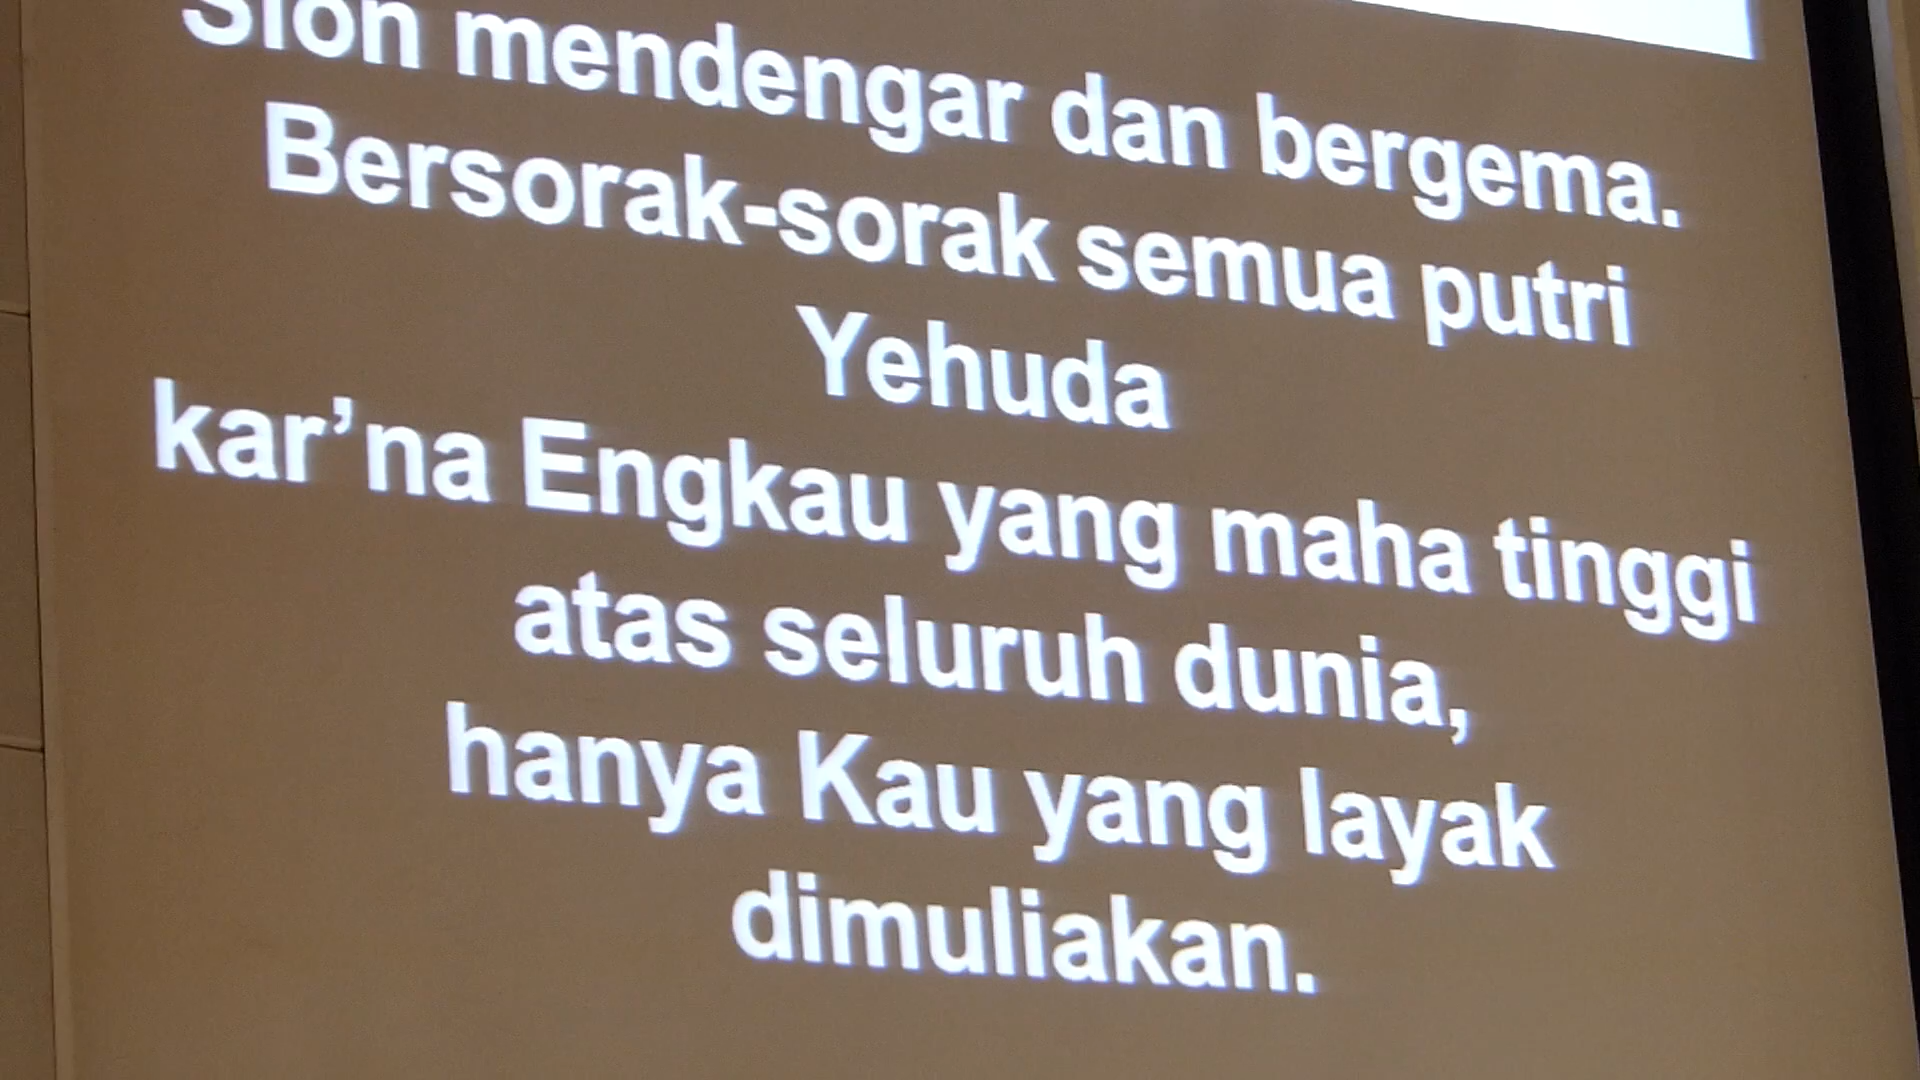 Sion mendengar dan bergema.
Bersorak-sorak semua putri
Yehuda
kar’na Engkau yang maha tinggi
atas seluruh dunia,
hanya Kau yang layak
dimuliakan.